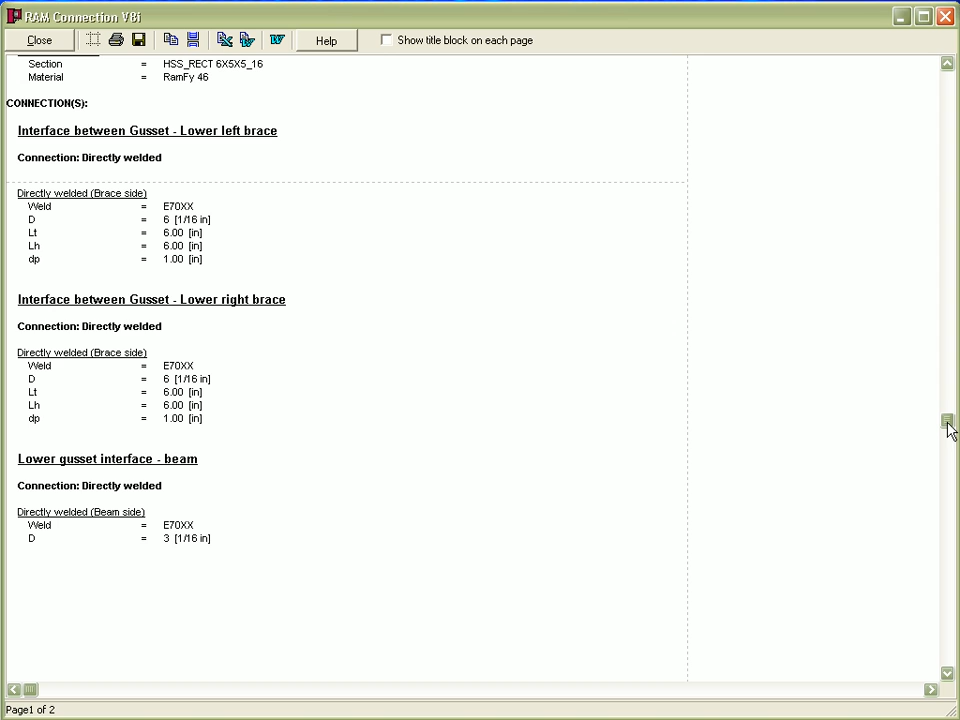 RAM Connection V8i
Close Help Show title block on each page
Section = HSS_RECT 6X5X5_16
Material = RamFy 46
CONNECTION(S):
Interface between Gusset - Lower left brace
Connection: Directly welded
Directly welded (Brace side)
Weld = E70XX
D = 6 [1/16 in]
Lt = 6.00 [in]
Lh = 6.00 [in]
dp = 1.00 [in]
Interface between Gusset - Lower right brace
Connection: Directly welded
Directly welded (Brace side)
Weld = E70XX
D = 6 [1/16 in]
Lt = 6.00 [in]
Lh = 6.00 [in]
dp = 1.00 [in]
Lower gusset interface - beam
Connection: Directly welded
Directly welded (Beam side)
Weld = E70XX
D = 3 [1/16 in]
Page1 of 2